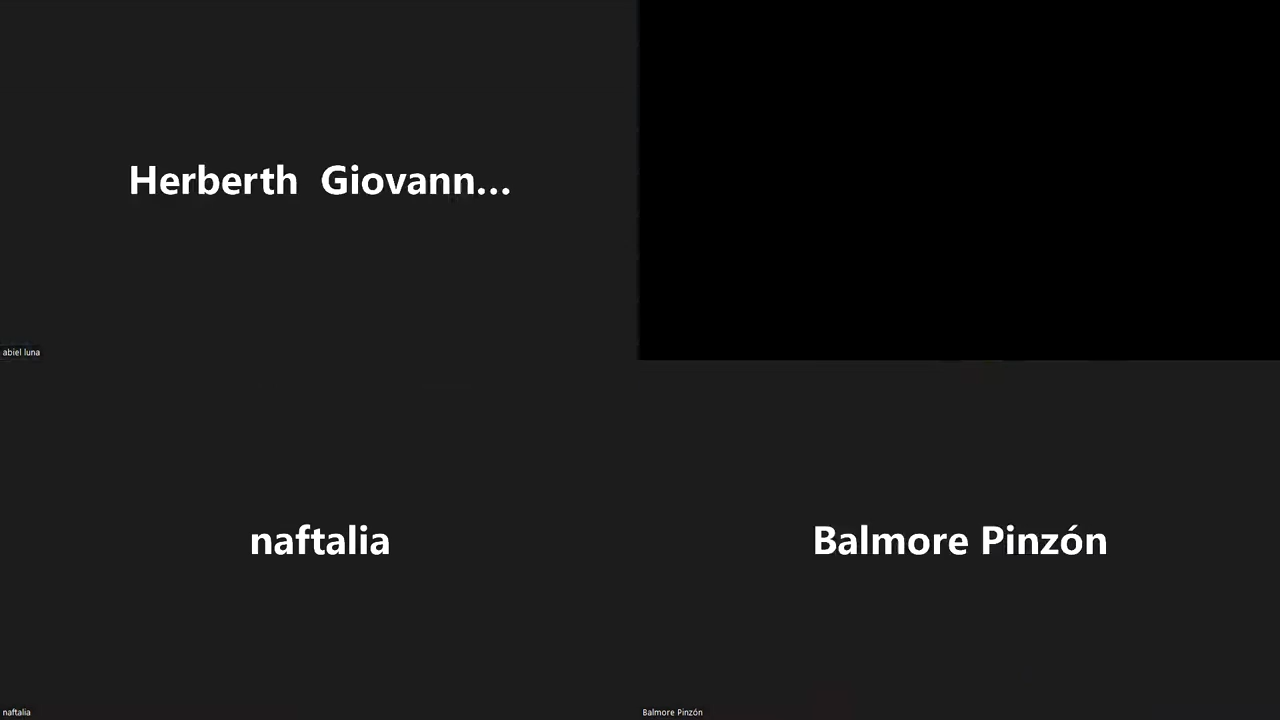 Herberth  Giovann...
abiel luna
naftalia
Balmore Pinzón
naftalia
Balmore Pinzón